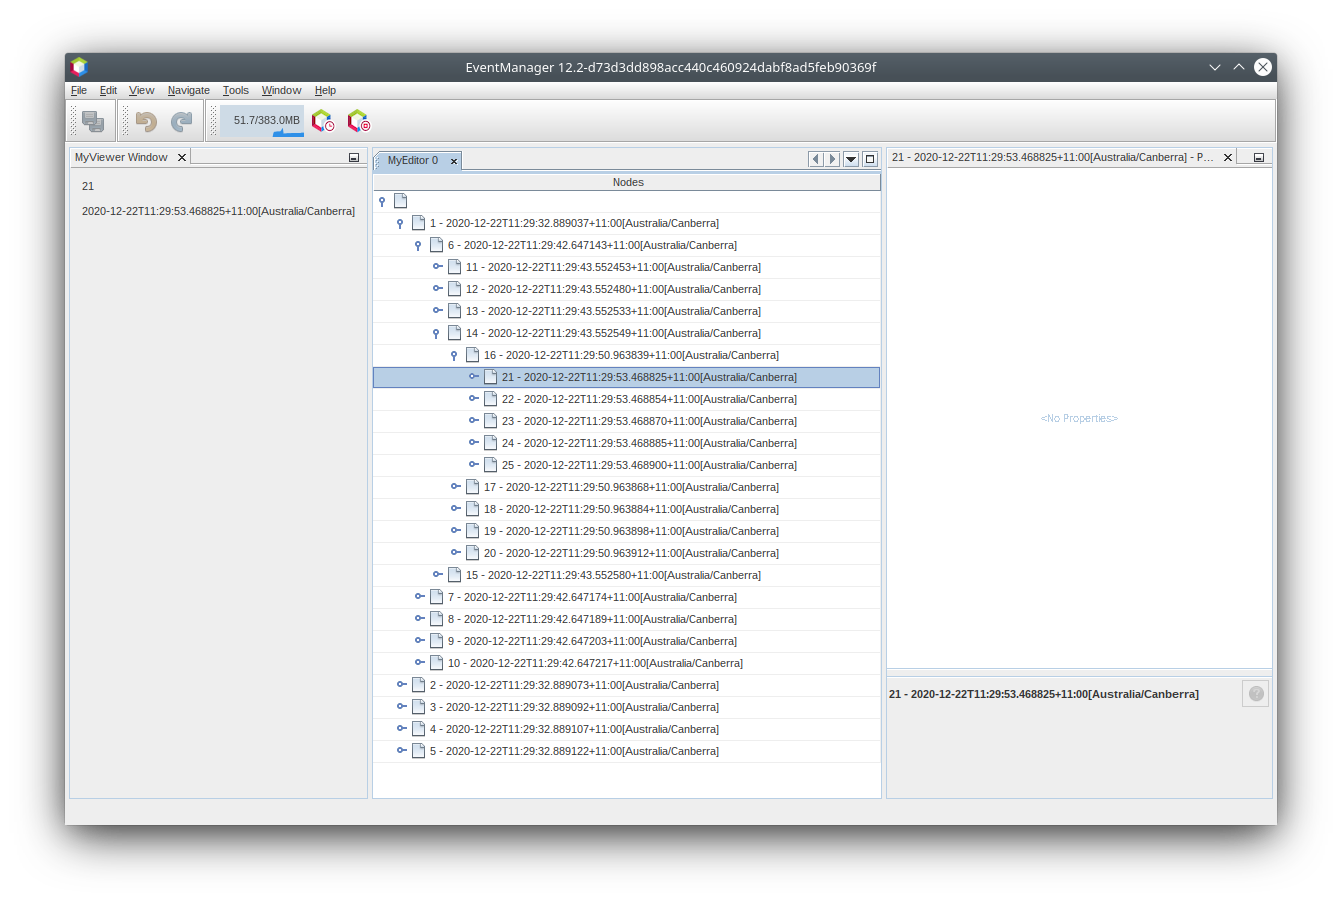 EventManager 12.2-d73d3dd898acc440c460924dabf8ad5feb90369f
File Edit View Navigate Tools Window Help
51.7/383.0MB
MyViewer Window
21
2020-12-22T11:29:53.468825+11:00[Australia/Canberra]
MyEditor 0
Nodes
1 - 2020-12-22T11:29:32.889037+11:00[Australia/Canberra]
6 - 2020-12-22T11:29:42.647143+11:00[Australia/Canberra]
11 - 2020-12-22T11:29:43.552453+11:00[Australia/Canberra]
12 - 2020-12-22T11:29:43.552480+11:00[Australia/Canberra]
13 - 2020-12-22T11:29:43.552533+11:00[Australia/Canberra]
14 - 2020-12-22T11:29:43.552549+11:00[Australia/Canberra]
16 - 2020-12-22T11:29:50.963839+11:00[Australia/Canberra]
21 - 2020-12-22T11:29:53.468825+11:00[Australia/Canberra]
22 - 2020-12-22T11:29:53.468854+11:00[Australia/Canberra]
23 - 2020-12-22T11:29:53.468870+11:00[Australia/Canberra]
24 - 2020-12-22T11:29:53.468885+11:00[Australia/Canberra]
25 - 2020-12-22T11:29:53.468900+11:00[Australia/Canberra]
17 - 2020-12-22T11:29:50.963868+11:00[Australia/Canberra]
18 - 2020-12-22T11:29:50.963884+11:00[Australia/Canberra]
19 - 2020-12-22T11:29:50.963898+11:00[Australia/Canberra]
20 - 2020-12-22T11:29:50.963912+11:00[Australia/Canberra]
15 - 2020-12-22T11:29:43.552580+11:00[Australia/Canberra]
7 - 2020-12-22T11:29:42.647174+11:00[Australia/Canberra]
8 - 2020-12-22T11:29:42.647189+11:00[Australia/Canberra]
9 - 2020-12-22T11:29:42.647203+11:00[Australia/Canberra]
10 - 2020-12-22T11:29:42.647217+11:00[Australia/Canberra]
2 - 2020-12-22T11:29:32.889073+11:00[Australia/Canberra]
3 - 2020-12-22T11:29:32.889092+11:00[Australia/Canberra]
4 - 2020-12-22T11:29:32.889107+11:00[Australia/Canberra]
5 - 2020-12-22T11:29:32.889122+11:00[Australia/Canberra]
21 - 2020-12-22T11:29:53.468825+11:00[Australia/Canberra] - P...
<No Properties>
21 - 2020-12-22T11:29:53.468825+11:00[Australia/Canberra]
?